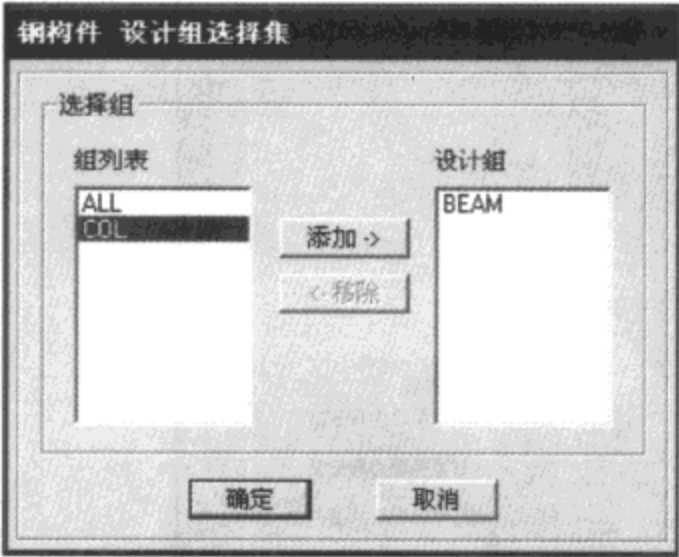 钢构件 设计组选择集
选择组
组列表
设计组
ALL
COL
BEAM
添加->
<-移除
确定
取消